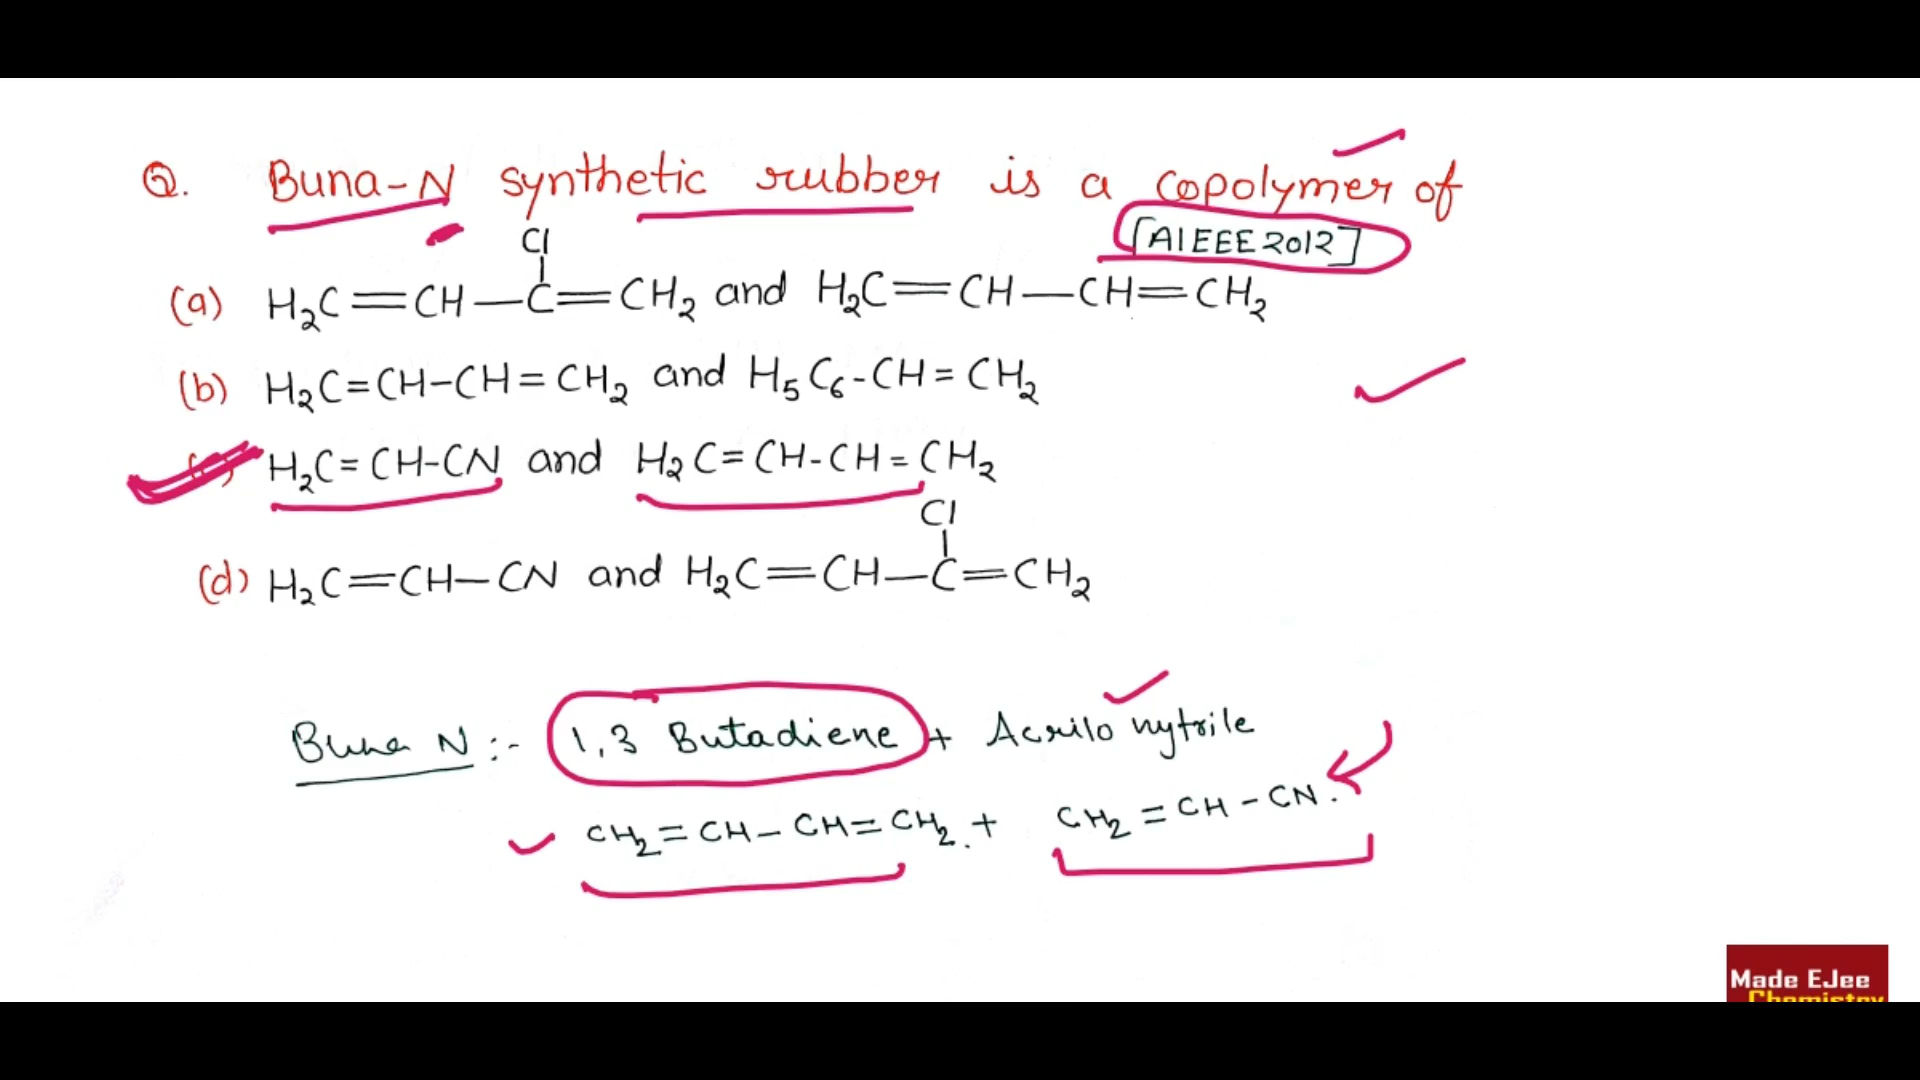 Q. Buna-N synthetic rubber is a copolymer of
[AIEEE 2012]
Cl
(a) H₂C=CH—C=CH₂ and H₂C=CH—CH=CH₂
(b) H₂C=CH-CH=CH₂ and H₅C₆-CH=CH₂
H₂C=CH-CN and H₂C=CH-CH=CH₂
Cl
(d) H₂C=CH—CN and H₂C=CH—C=CH₂
Buna N :- 1,3 Butadiene + Acrilo nytrile
CH₂=CH-CH=CH₂. + CH₂=CH-CN.
Made EJee
Chemistry